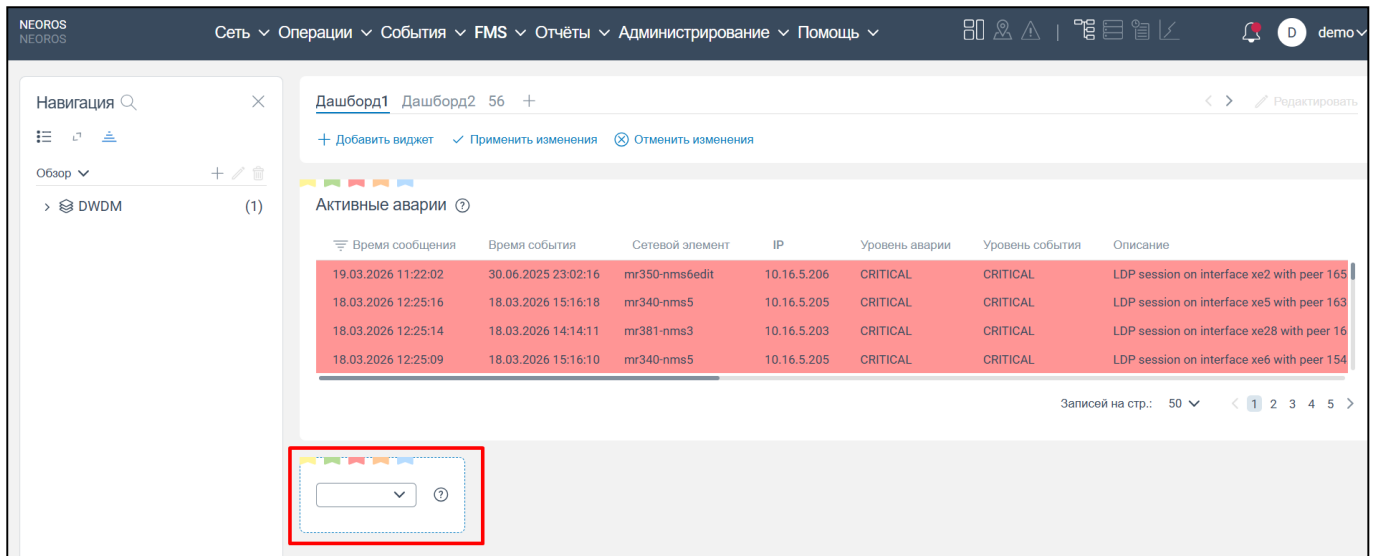 NEOROS
NEOROS
Сеть Операции События FMS Отчёты Администрирование Помощь
D demo
Навигация
Дашборд1 Дашборд2 56 +
Редактировать
+ Добавить виджет Применить изменения Отменить изменения
Обзор
DWDM (1)
Активные аварии ?
Время сообщения Время события Сетевой элемент IP Уровень аварии Уровень события Описание
19.03.2026 11:22:02 30.06.2025 23:02:16 mr350-nms6edit 10.16.5.206 CRITICAL CRITICAL LDP session on interface xe2 with peer 165
18.03.2026 12:25:16 18.03.2026 15:16:18 mr340-nms5 10.16.5.205 CRITICAL CRITICAL LDP session on interface xe5 with peer 163
18.03.2026 12:25:14 18.03.2026 14:14:11 mr381-nms3 10.16.5.203 CRITICAL CRITICAL LDP session on interface xe28 with peer 16
18.03.2026 12:25:09 18.03.2026 15:16:10 mr340-nms5 10.16.5.205 CRITICAL CRITICAL LDP session on interface xe6 with peer 154
Записей на стр.: 50 < 1 2 3 4 5 >
?